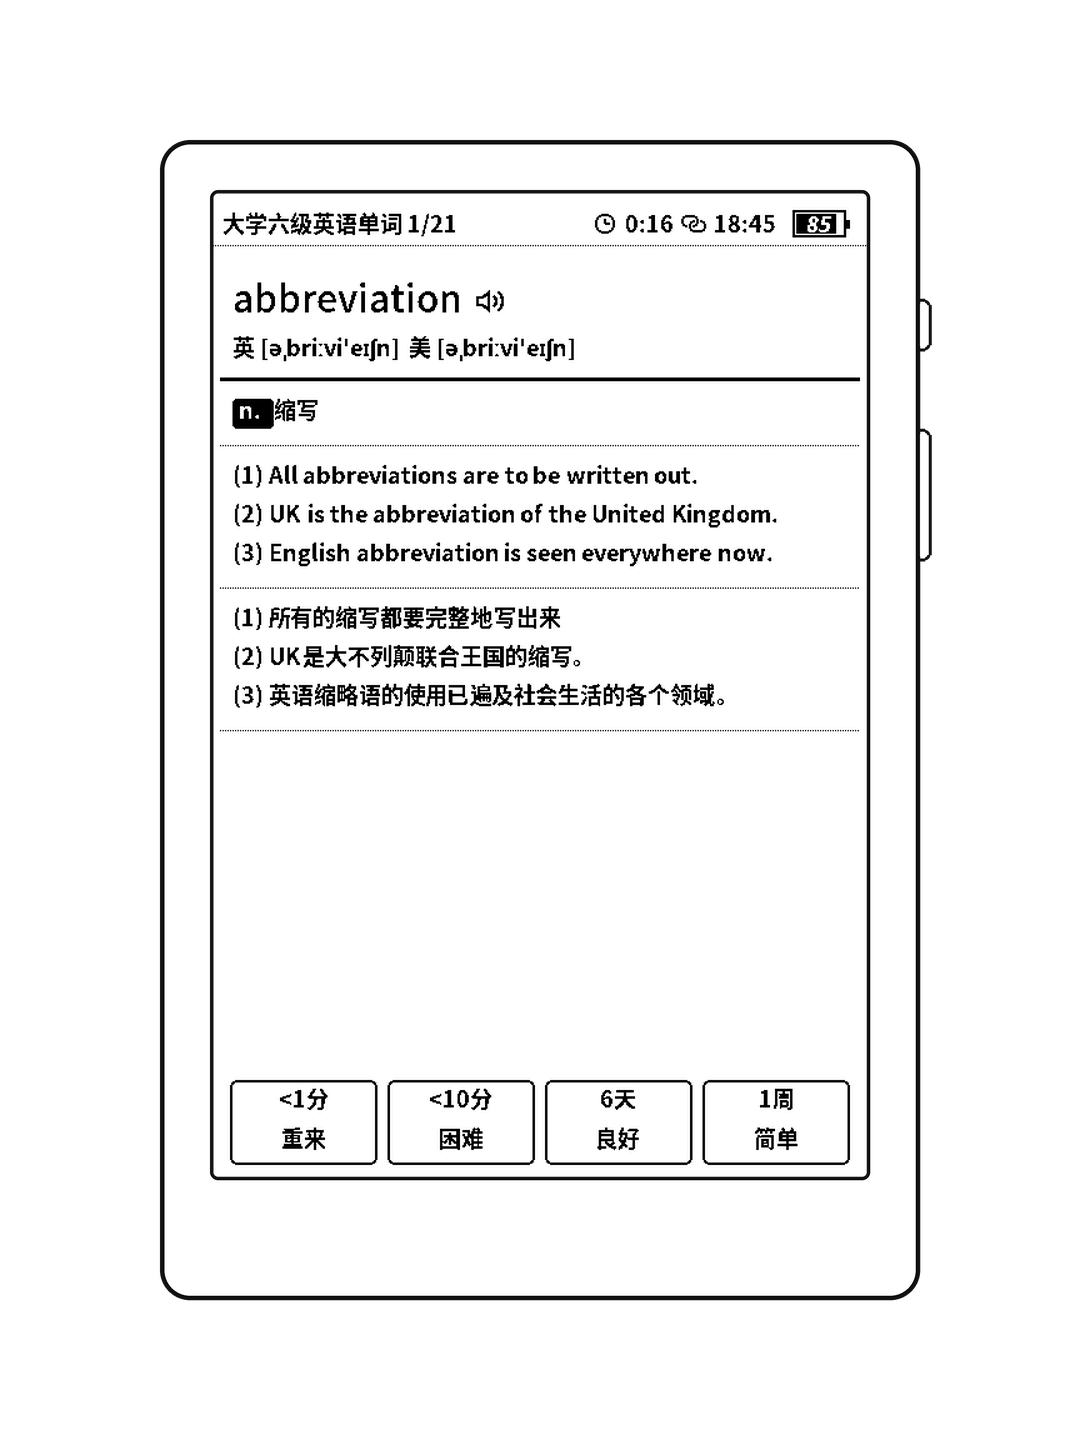 大学六级英语单词 1/21 0:16 18:45 85
abbreviation
英 [əˌbriːviˈeɪʃn] 美 [əˌbriːviˈeɪʃn]
n. 缩写
(1) All abbreviations are to be written out.
(2) UK is the abbreviation of the United Kingdom.
(3) English abbreviation is seen everywhere now.
(1) 所有的缩写都要完整地写出来
(2) UK是大不列颠联合王国的缩写。
(3) 英语缩略语的使用已遍及社会生活的各个领域。
<1分 <10分 6天 1周
重来 困难 良好 简单